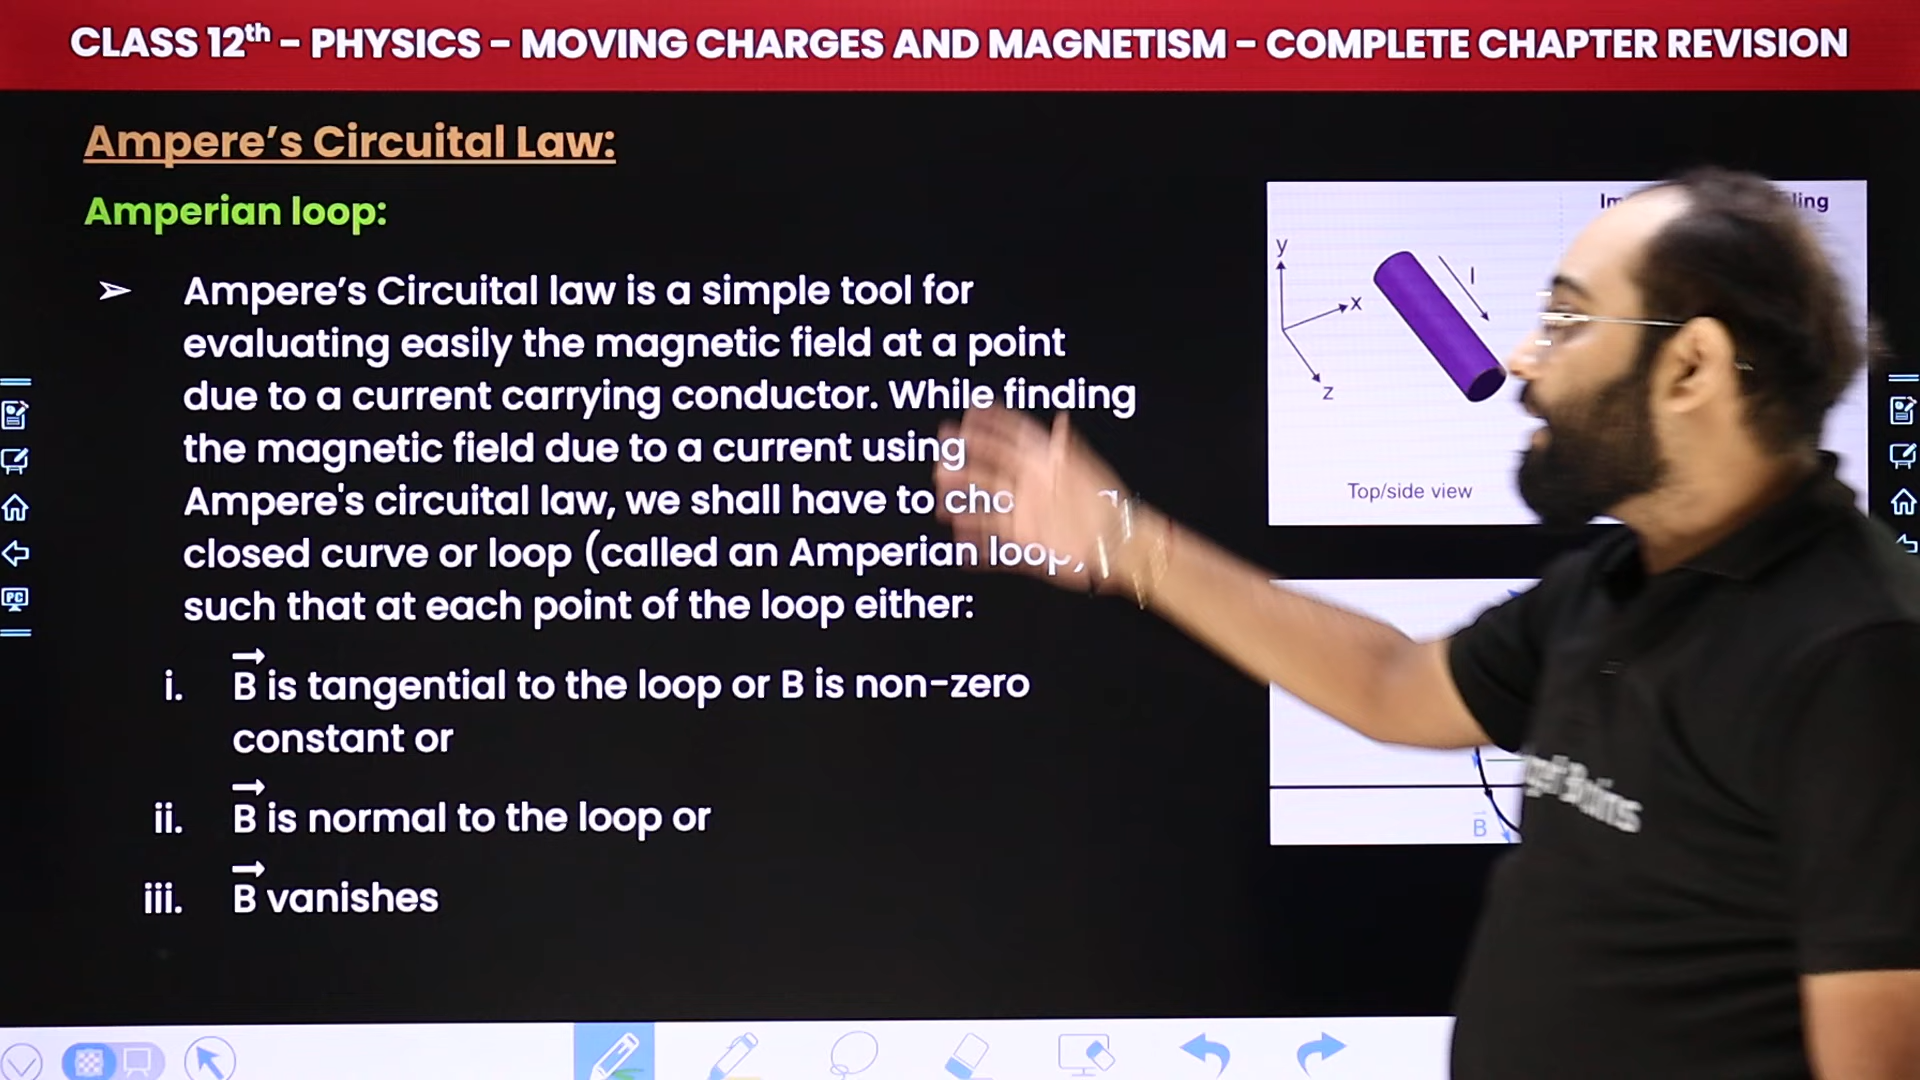 CLASS 12th – PHYSICS – MOVING CHARGES AND MAGNETISM – COMPLETE CHAPTER REVISION
Ampere's Circuital Law:
Amperian loop:
➢ Ampere's Circuital law is a simple tool for
evaluating easily the magnetic field at a point
due to a current carrying conductor. While finding
the magnetic field due to a current using
Ampere's circuital law, we shall have to
closed curve or loop (called an Amperian loop)
such that at each point of the loop either:
i. B⃗ is tangential to the loop or B is non-zero
constant or
ii. B⃗ is normal to the loop or
iii. B⃗ vanishes
y
x
z
I
Top/side view
B⃗
PC